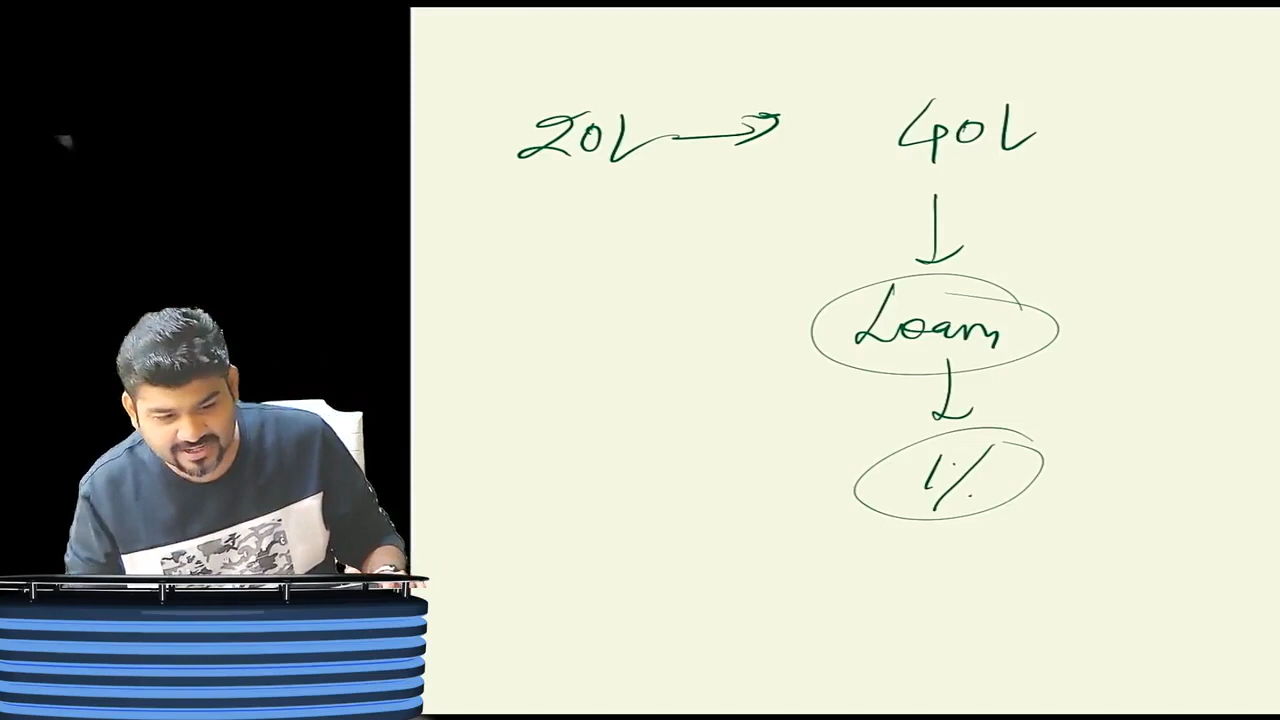 20L → 40L
↓
Loan
↓
1%